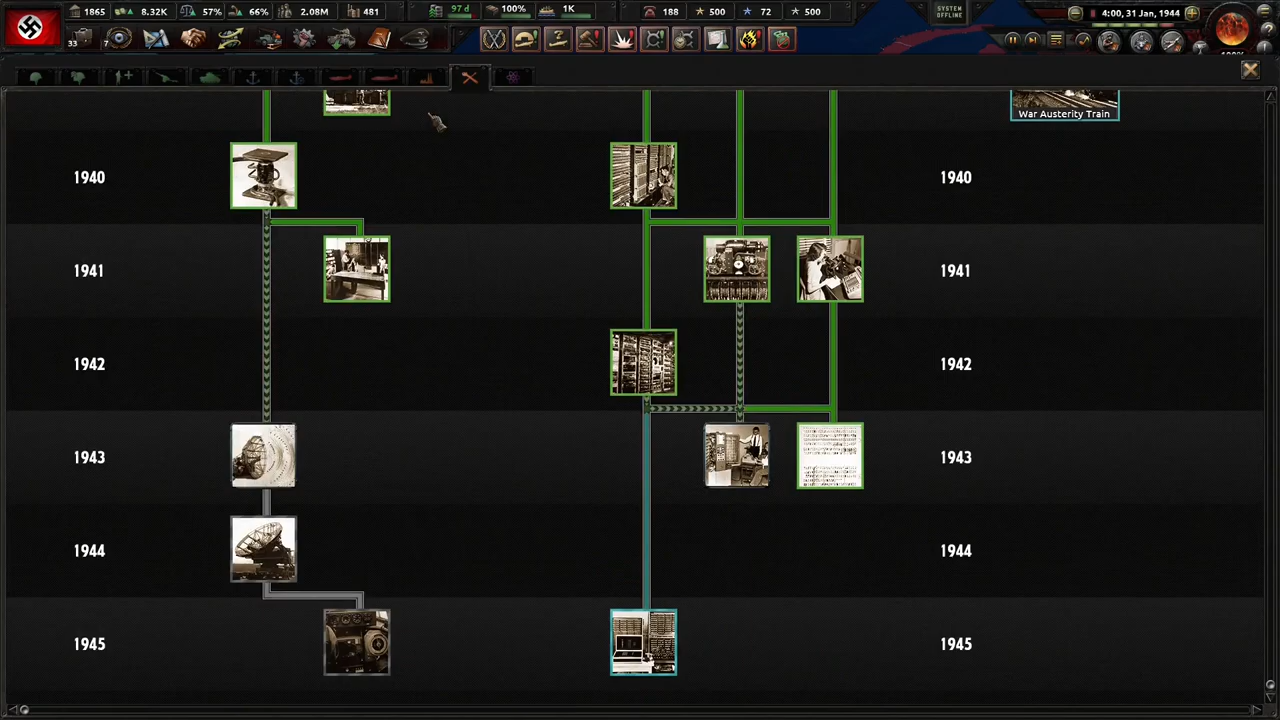 1865 8.32K 57% 66% 2.08M 481 97 d 100% 1K 188 500 72 500 SYSTEM OFFLINE 4:00, 31 Jan, 1944
33 7 100%
War Austerity Train
1940 1940
1941 1941
1942 1942
1943 1943
1944 1944
1945 1945